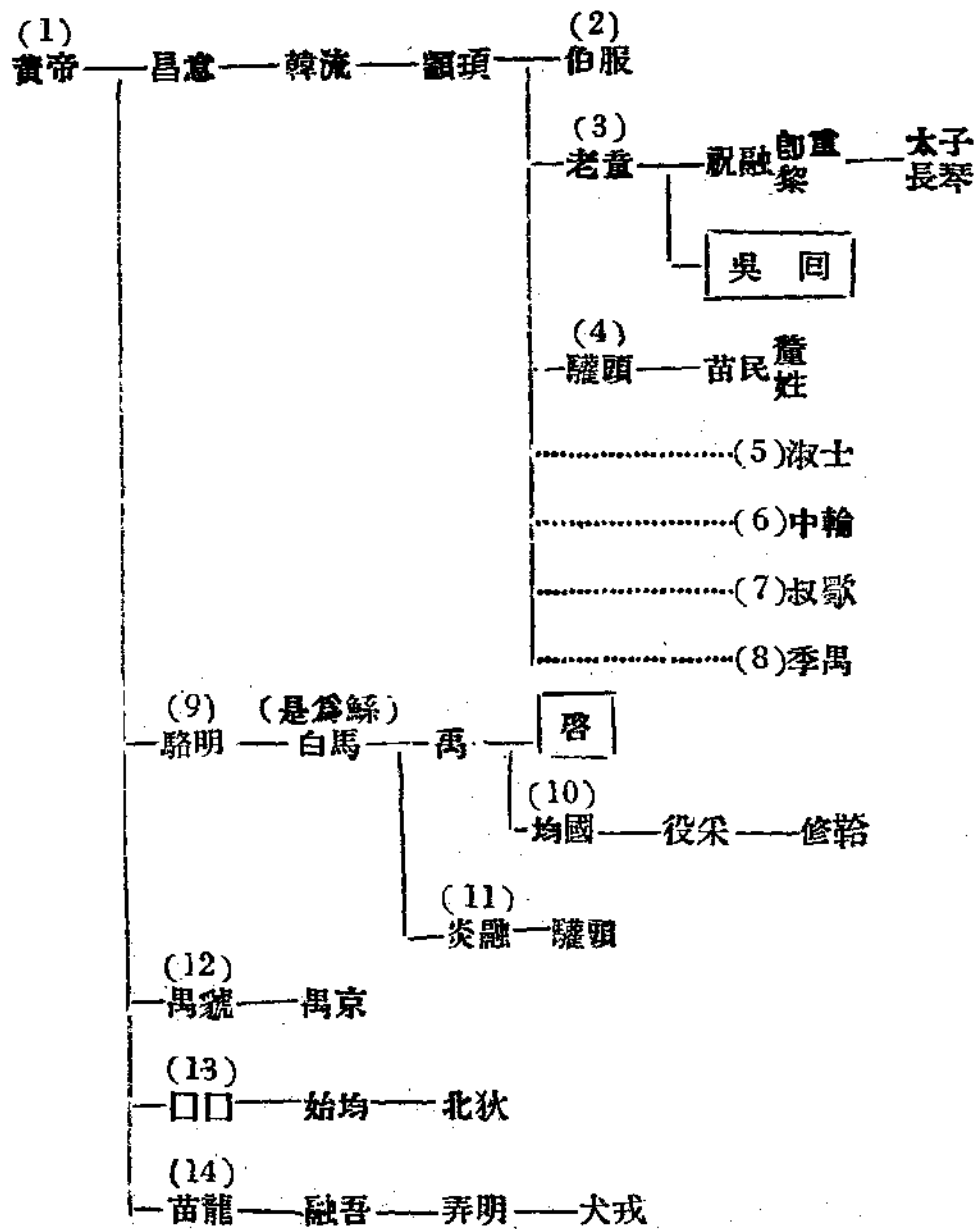 (1) (2)
黃帝 昌意 韓流 顓頊 伯服
(3)
老童 祝融 卽重黎 太子長琴
吳回
(4)
驩頭 苗民 釐姓
(5)淑士
(6)中輪
(7)叔歜
(8)季禺
(9) (是爲鯀)
駱明 白馬 禹 啓
(10)
均國 役采 修鞈
(11)
炎融 驩頭
(12)
禺䝞 禺京
(13)
囗囗 始均 北狄
(14)
苗龍 融吾 弄明 犬戎